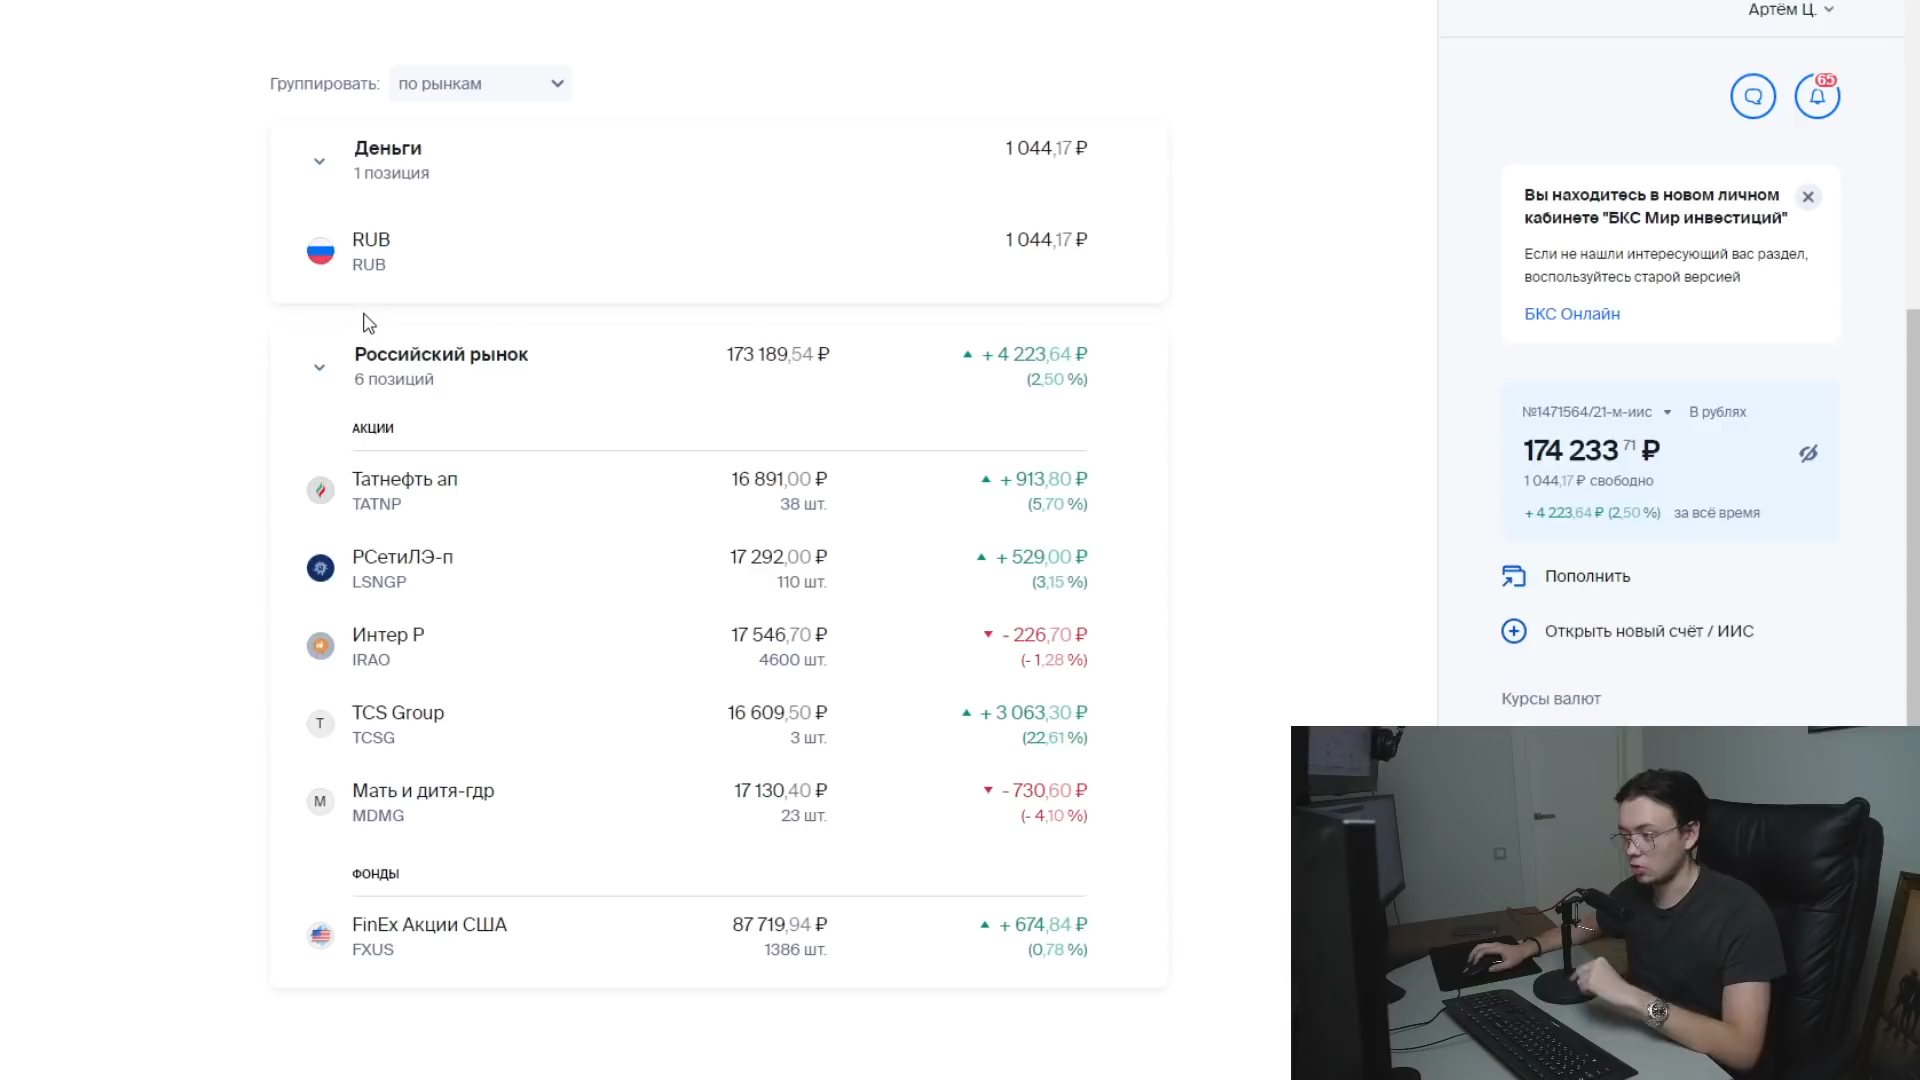 Артём Ц.
Группировать: по рынкам
65
Деньги 1 044,17 ₽
1 позиция
RUB 1 044,17 ₽
RUB
Российский рынок 173 189,54 ₽ + 4 223,64 ₽
6 позиций (2,50 %)
АКЦИИ
Татнефть ап 16 891,00 ₽ + 913,80 ₽
TATNP 38 шт. (5,70 %)
РСетиЛЭ-п 17 292,00 ₽ + 529,00 ₽
LSNGP 110 шт. (3,15 %)
Интер Р 17 546,70 ₽ - 226,70 ₽
IRAO 4600 шт. (- 1,28 %)
T
TCS Group 16 609,50 ₽ + 3 063,30 ₽
TCSG 3 шт. (22,61 %)
М
Мать и дитя-гдр 17 130,40 ₽ - 730,60 ₽
MDMG 23 шт. (- 4,10 %)
ФОНДЫ
FinEx Акции США 87 719,94 ₽ + 674,84 ₽
FXUS 1386 шт. (0,78 %)
Вы находитесь в новом личном
кабинете "БКС Мир инвестиций"
Если не нашли интересующий вас раздел,
воспользуйтесь старой версией
БКС Онлайн
№1471564/21-м-иис В рублях
174 233 71 ₽
1 044,17 ₽ свободно
+ 4 223,64 ₽ (2,50 %) за всё время
Пополнить
Открыть новый счёт / ИИС
Курсы валют